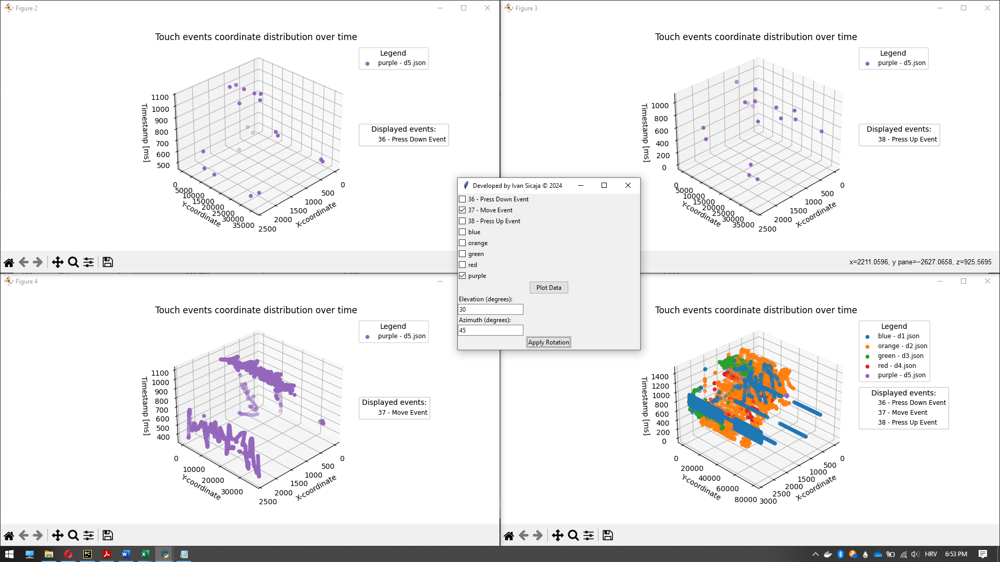 Figure 2
Touch events coordinate distribution over time
Legend
purple - d5.json
Displayed events:
36 - Press Down Event
Timestamp [ms]
1100
1000
900
800
700
600
500
0
5000
10000
15000
20000
25000
30000
35000
Y-coordinate
0
500
1000
1500
2000
2500
X-coordinate
Figure 3
Touch events coordinate distribution over time
Legend
purple - d5.json
Displayed events:
38 - Press Up Event
Timestamp [ms]
1000
800
600
400
200
0
0
5000
10000
15000
20000
25000
30000
35000
Y-coordinate
0
500
1000
1500
2000
2500
X-coordinate
x=2211.0596, y pane=−2627.0658, z=925.5695
Developed by Ivan Sicaja © 2024
36 - Press Down Event
37 - Move Event
38 - Press Up Event
blue
orange
green
red
purple
Plot Data
Elevation (degrees):
30
Azimuth (degrees):
45
Apply Rotation
Figure 4
Touch events coordinate distribution over time
Legend
purple - d5.json
Displayed events:
37 - Move Event
Timestamp [ms]
1100
1000
900
800
700
600
500
400
0
10000
20000
30000
Y-coordinate
0
500
1000
1500
2000
2500
X-coordinate
Touch events coordinate distribution over time
Legend
blue - d1.json
orange - d2.json
green - d3.json
red - d4.json
purple - d5.json
Displayed events:
36 - Press Down Event
37 - Move Event
38 - Press Up Event
Timestamp [ms]
1400
1200
1000
800
600
400
200
0
0
20000
40000
60000
80000
Y-coordinate
0
500
1000
1500
2000
2500
3000
X-coordinate
PC
W
X
HRV
6:53 PM